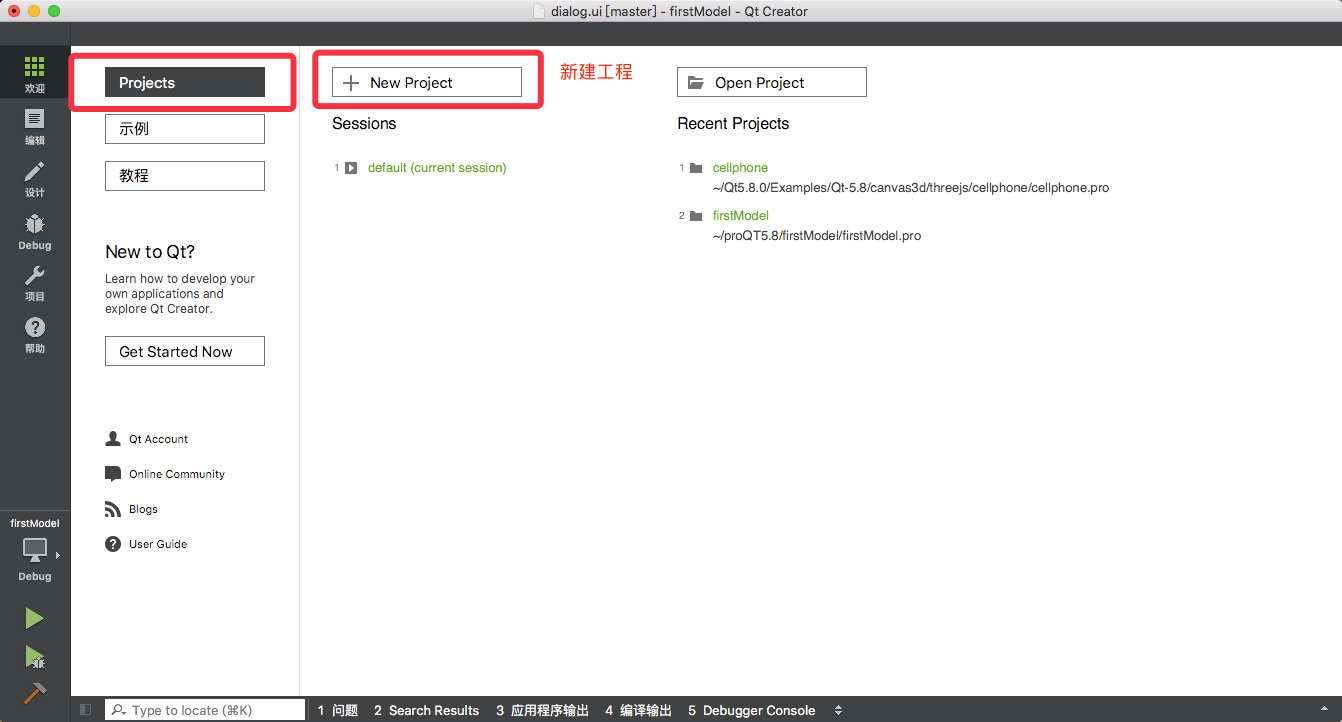 dialog.ui [master] - firstModel - Qt Creator
欢迎
编辑
设计
Debug
项目
帮助
firstModel
Debug
Projects
示例
教程
New to Qt?
Learn how to develop your
own applications and
explore Qt Creator.
Get Started Now
Qt Account
Online Community
Blogs
User Guide
New Project
新建工程
Sessions
1 default (current session)
Open Project
Recent Projects
1 cellphone
~/Qt5.8.0/Examples/Qt-5.8/canvas3d/threejs/cellphone/cellphone.pro
2 firstModel
~/proQT5.8/firstModel/firstModel.pro
Type to locate (⌘K)
1 问题 2 Search Results 3 应用程序输出 4 编译输出 5 Debugger Console